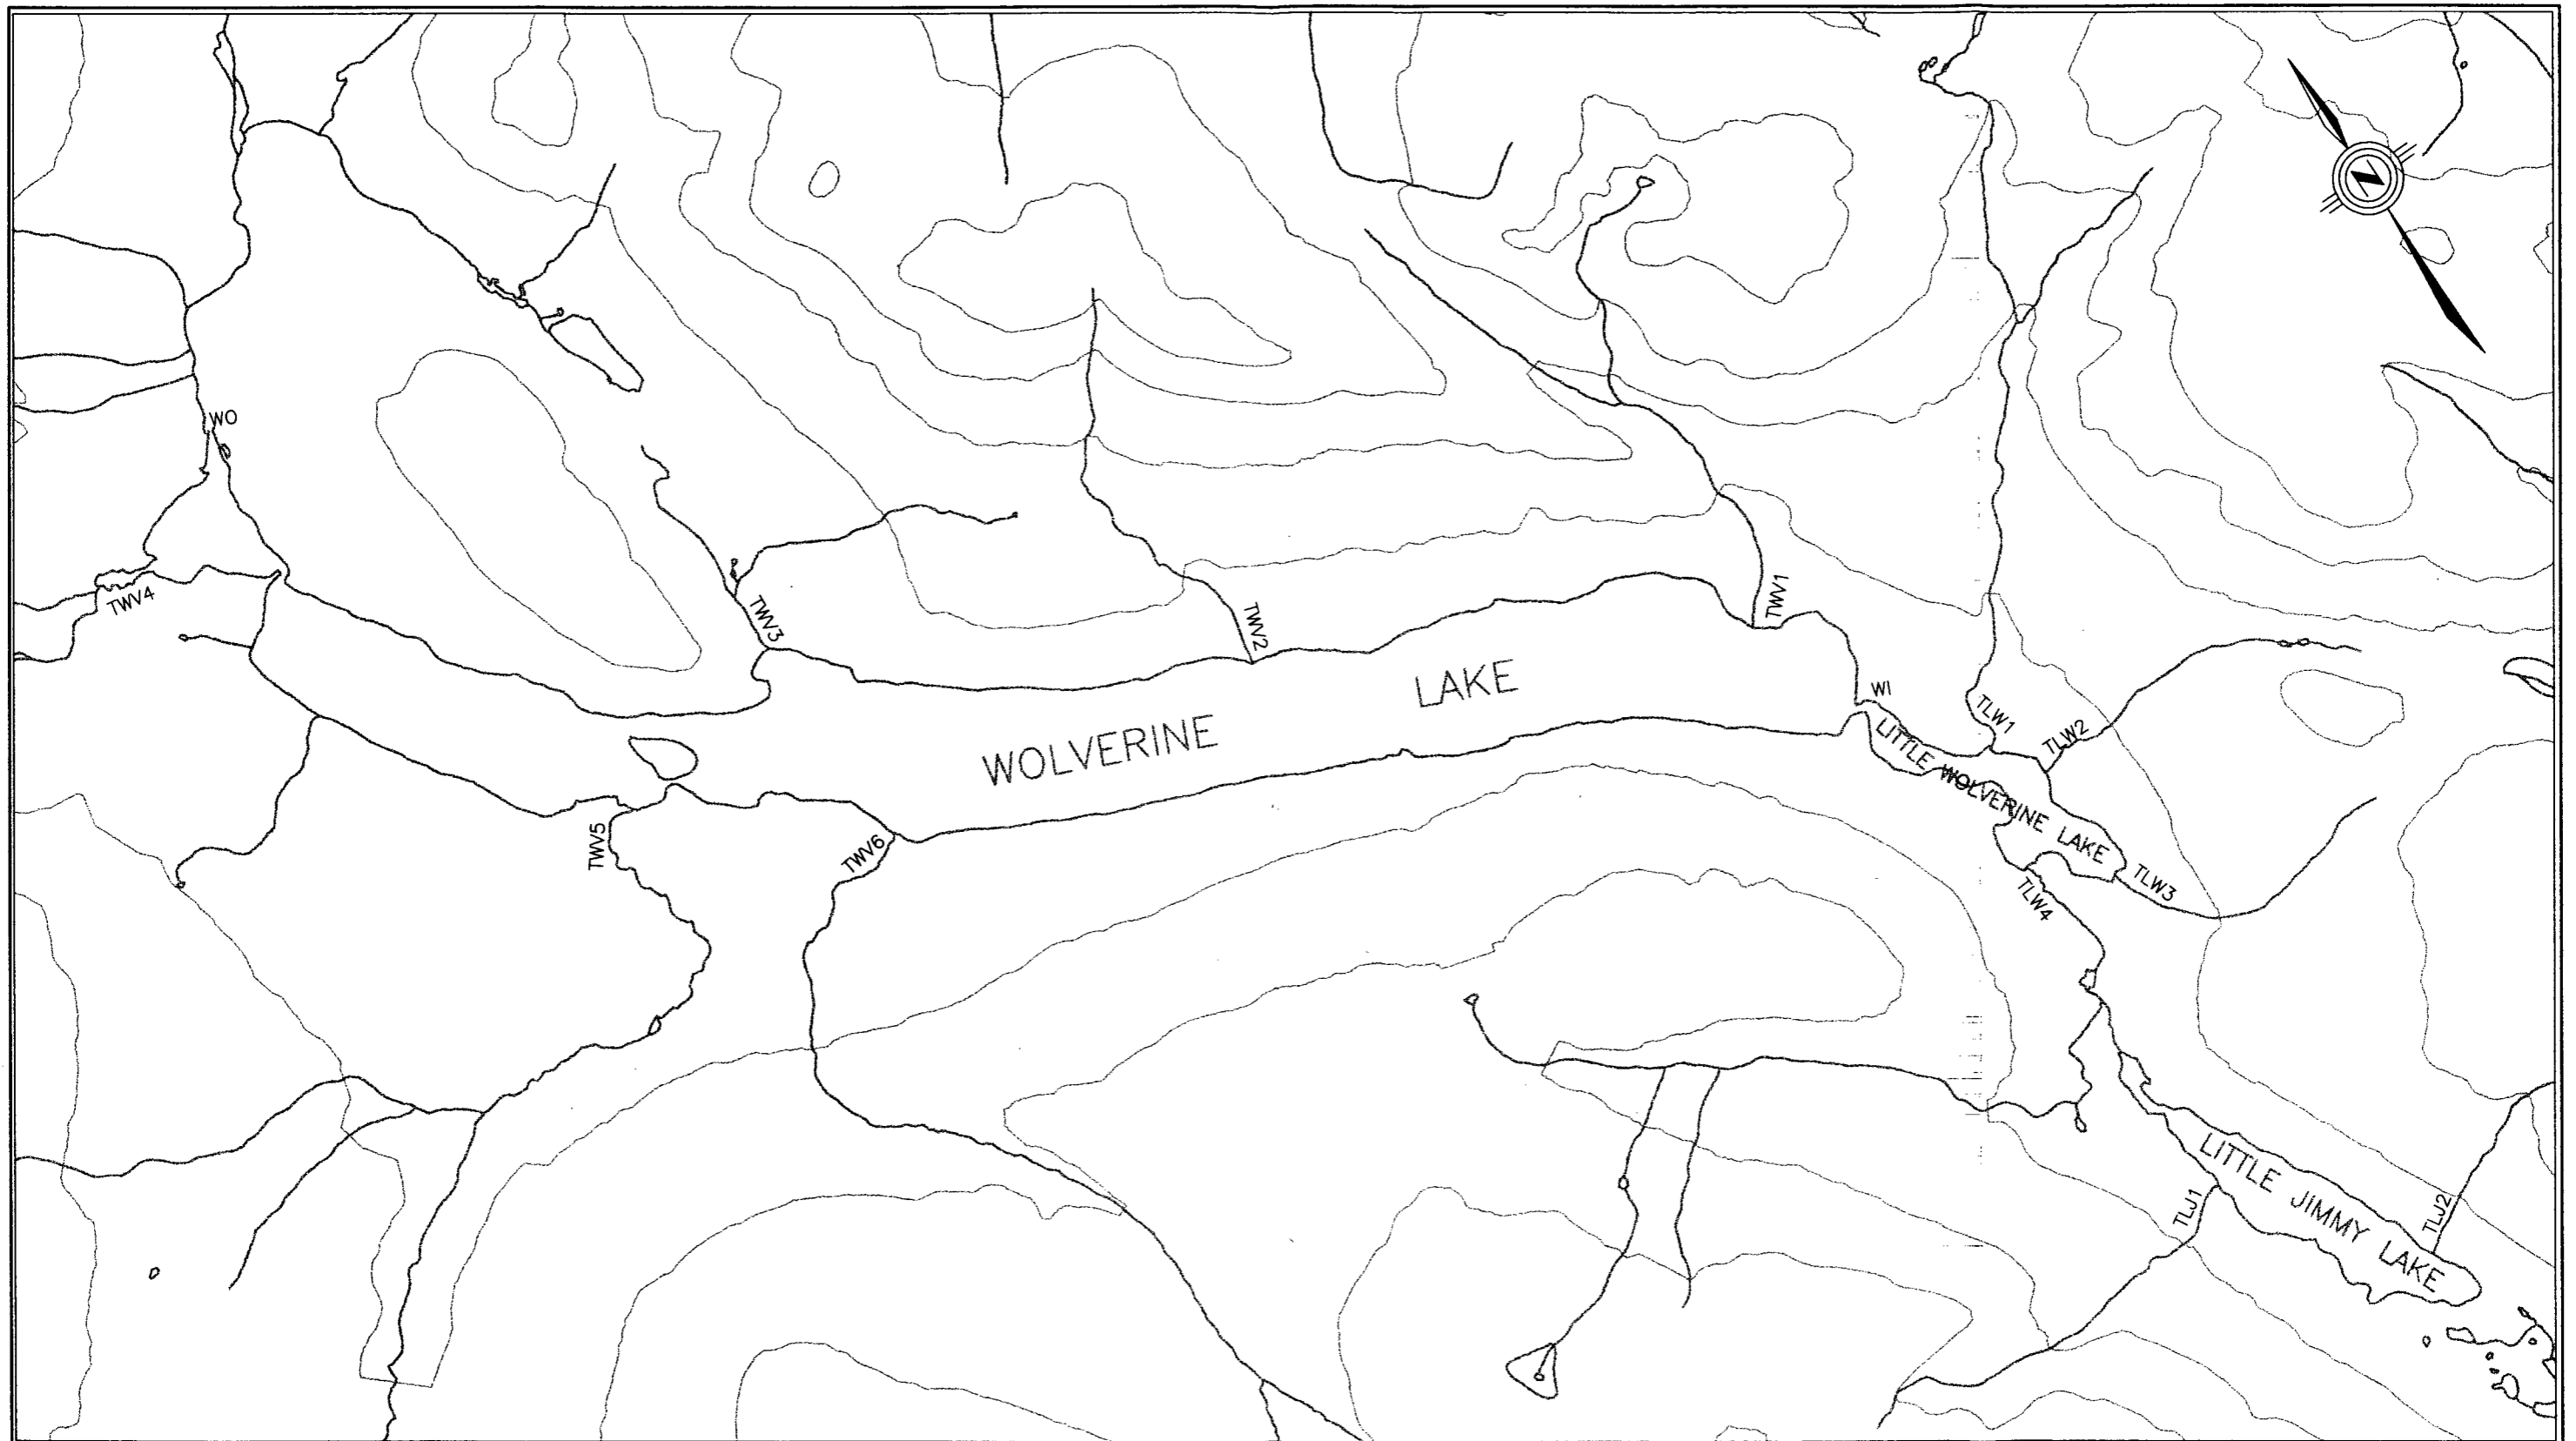 N
WO
TWV4
TWV3
TWV2
TWV1
WOLVERINE LAKE
WI
TLW1
TLW2
LITTLE WOLVERINE LAKE
TWV5
TWV6
TLW3
TLW4
TLJ1
LITTLE JIMMY LAKE
TLJ2